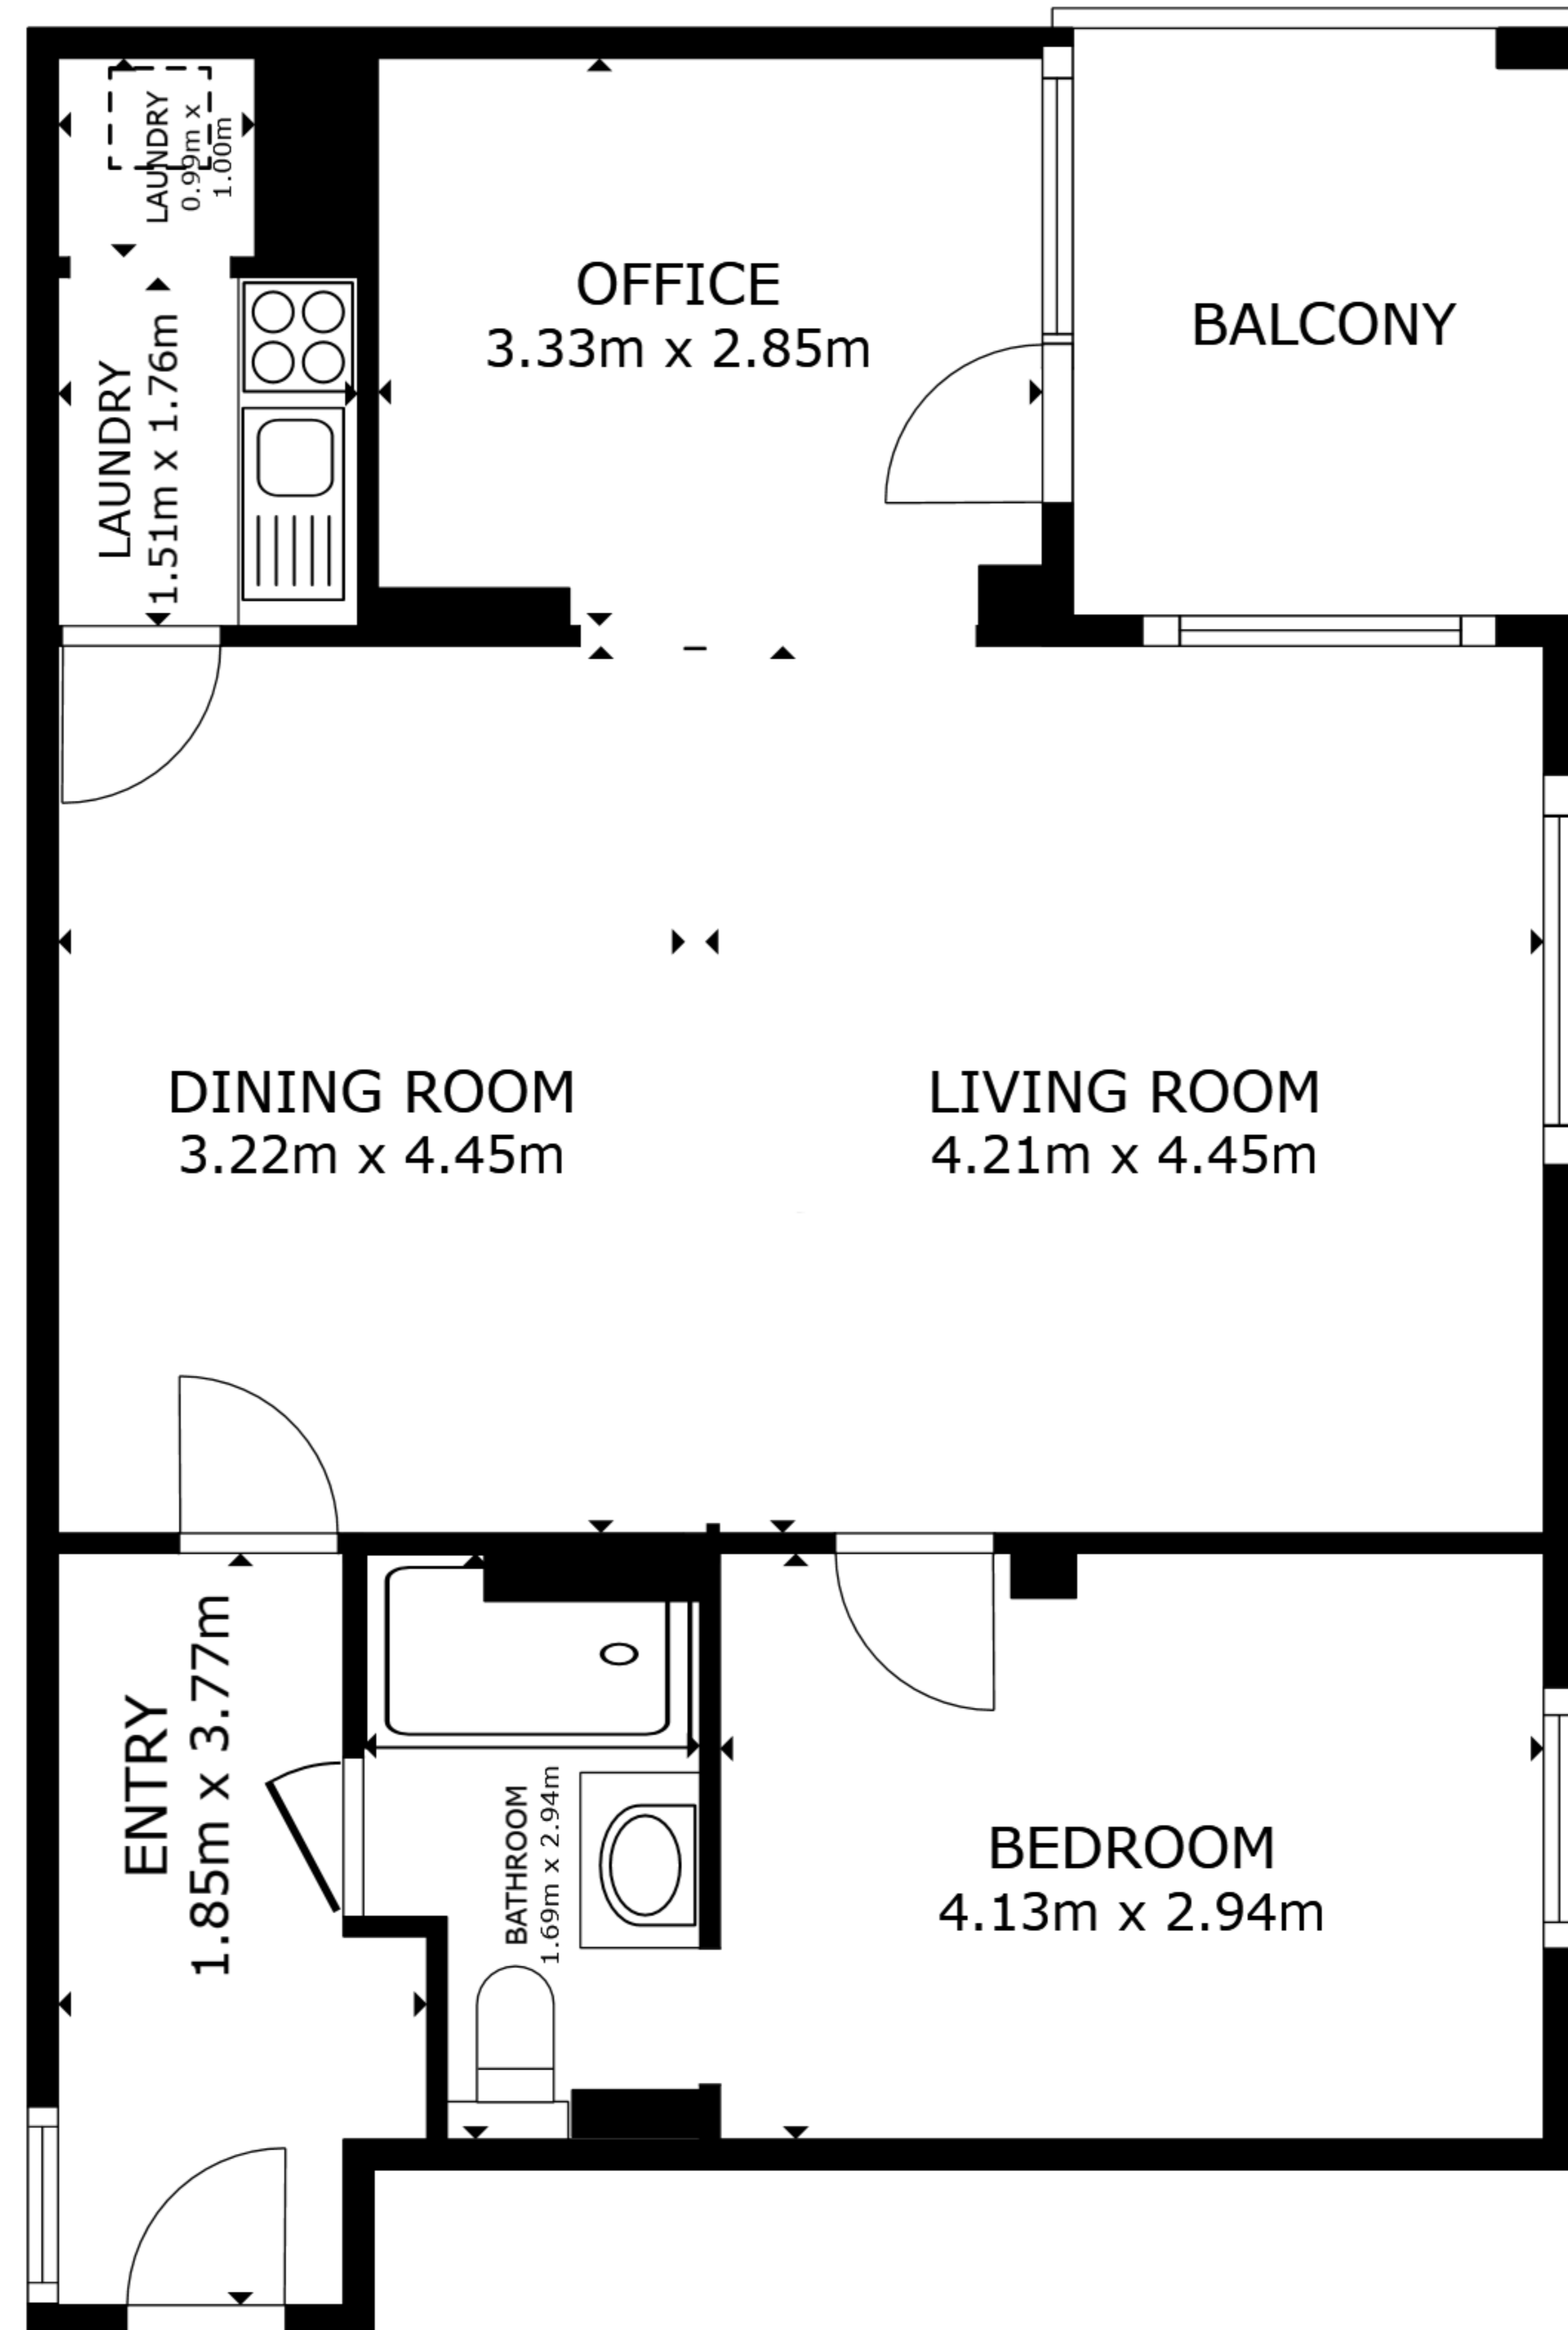 LAUNDRY
0.99m x
1.00m
OFFICE
3.33m x 2.85m
BALCONY
LAUNDRY
1.51m x 1.76m
DINING ROOM
3.22m x 4.45m
LIVING ROOM
4.21m x 4.45m
ENTRY
1.85m x 3.77m
BATHROOM
1.69m x 2.94m
BEDROOM
4.13m x 2.94m